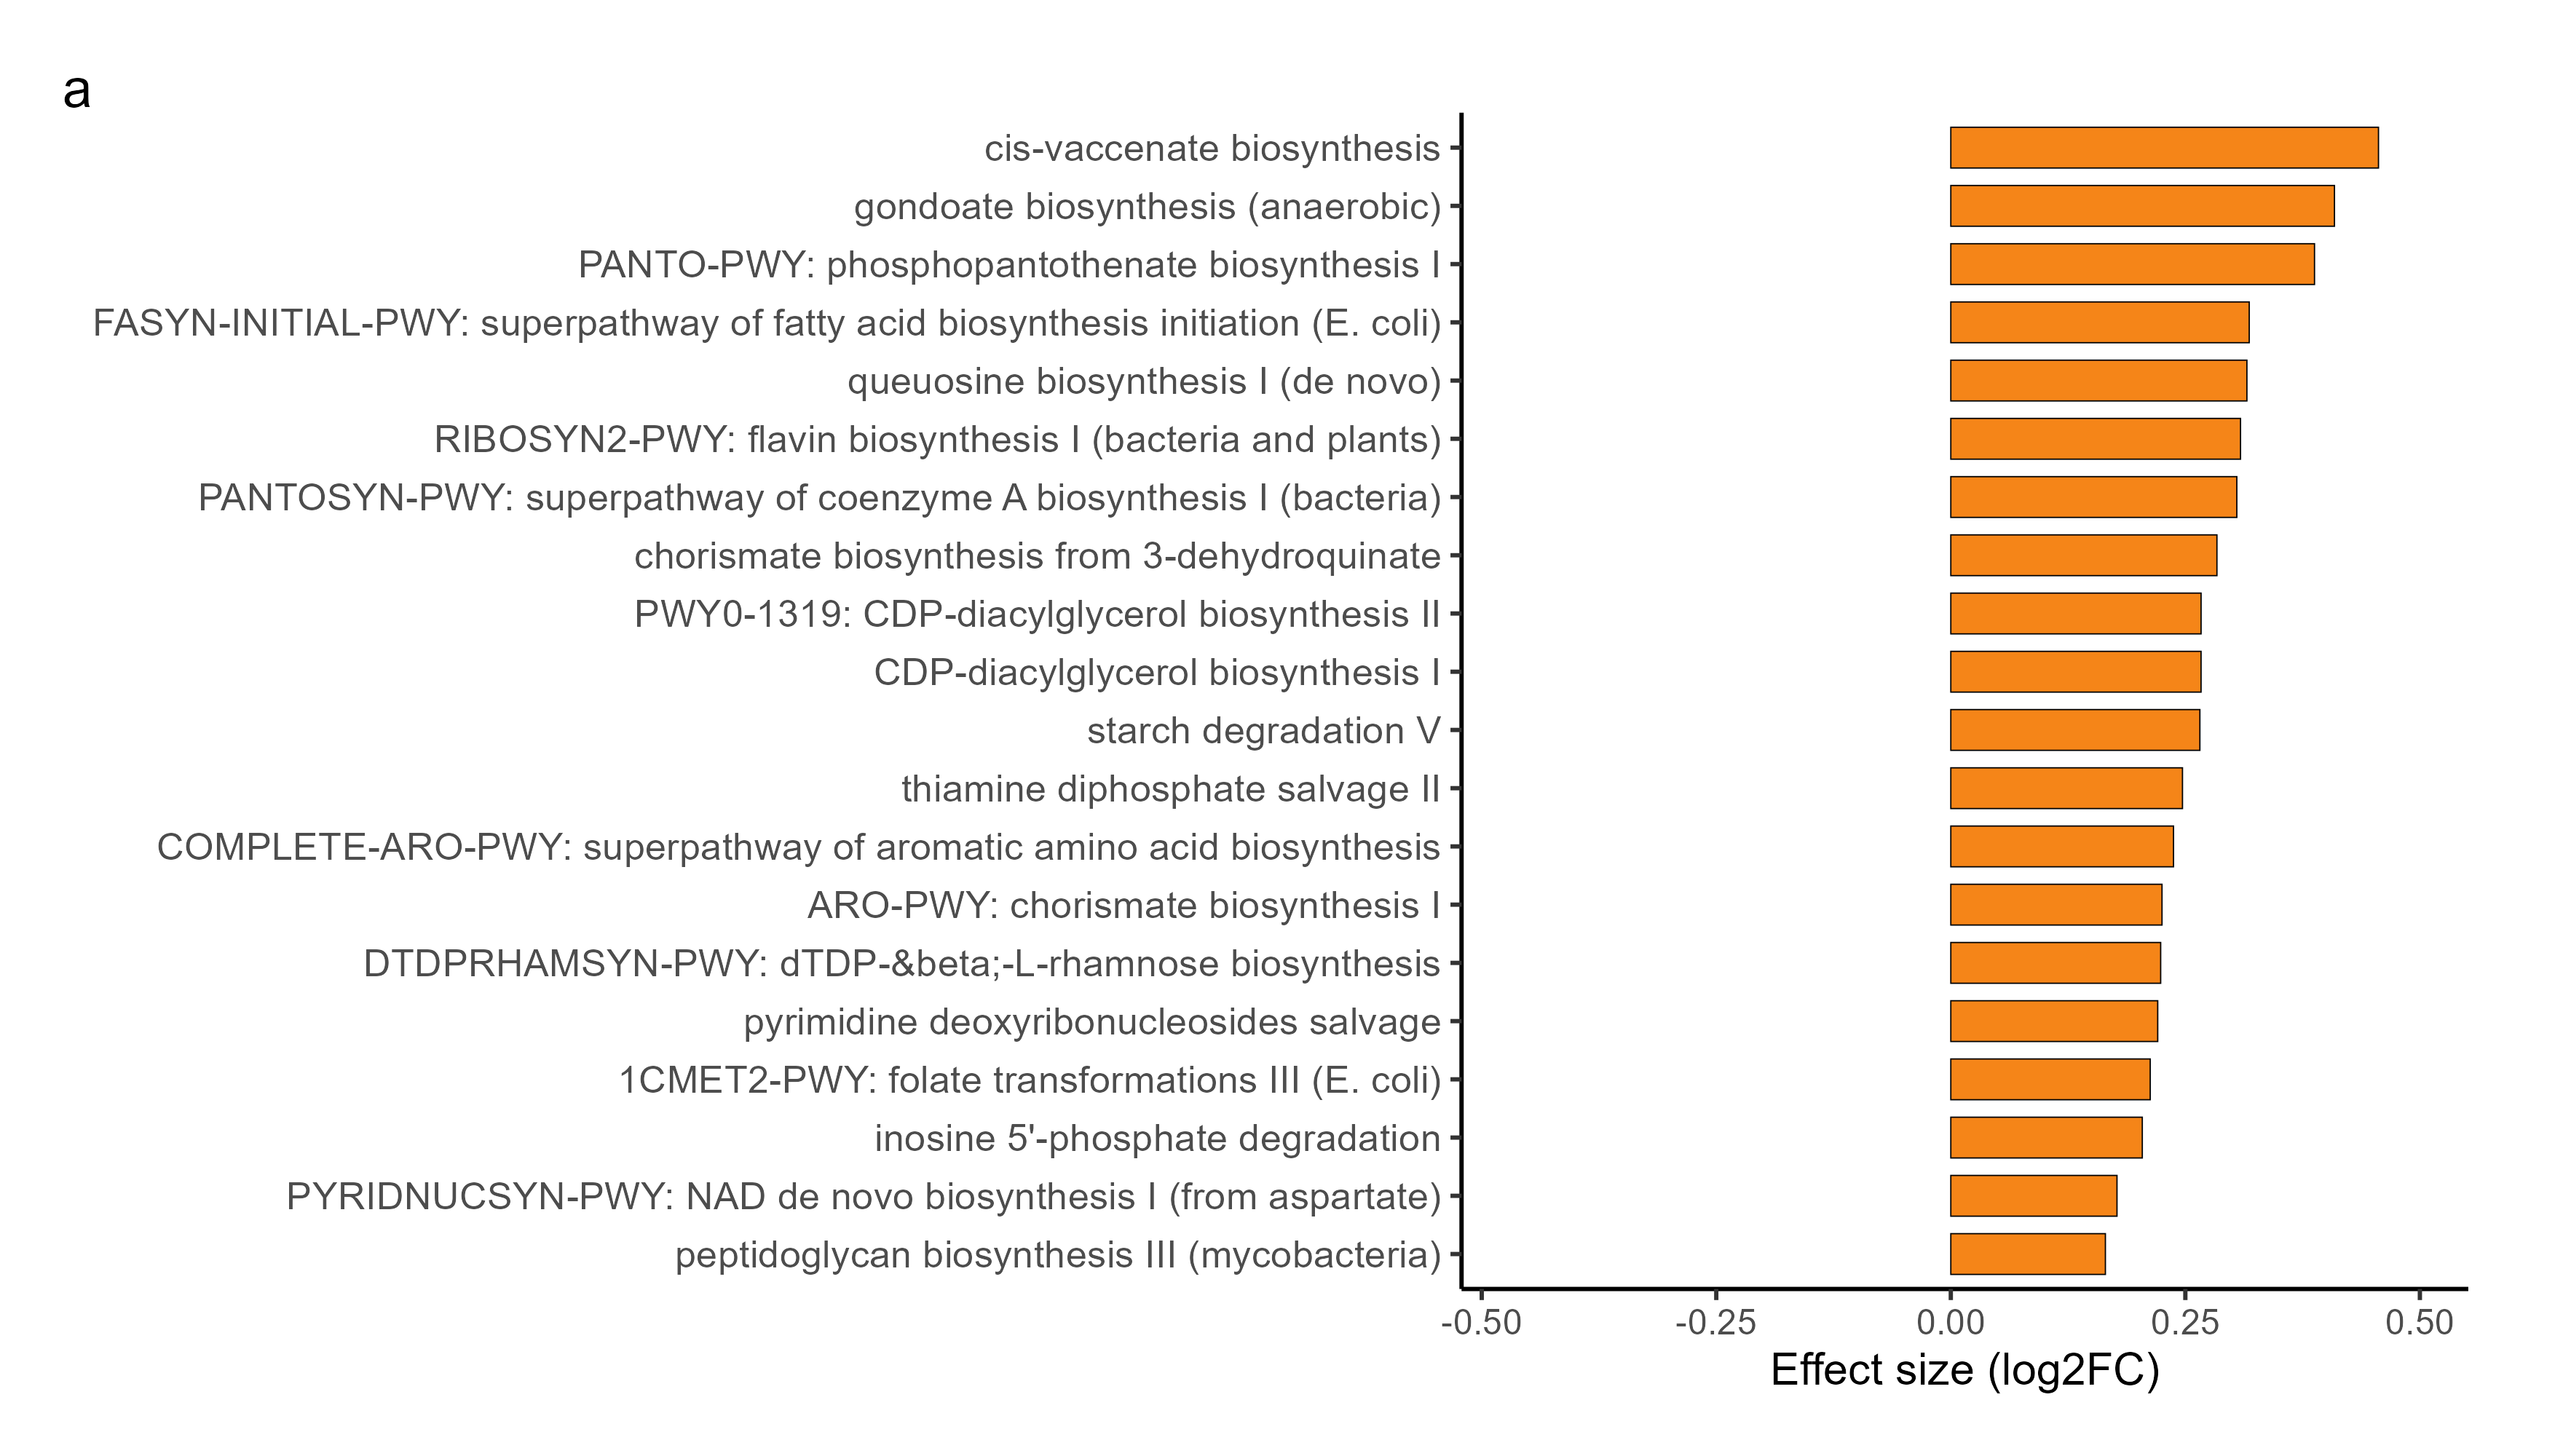 a
cis-vaccenate biosynthesis
gondoate biosynthesis (anaerobic)
PANTO-PWY: phosphopantothenate biosynthesis I
FASYN-INITIAL-PWY: superpathway of fatty acid biosynthesis initiation (E. coli)
queuosine biosynthesis I (de novo)
RIBOSYN2-PWY: flavin biosynthesis I (bacteria and plants)
PANTOSYN-PWY: superpathway of coenzyme A biosynthesis I (bacteria)
chorismate biosynthesis from 3-dehydroquinate
PWY0-1319: CDP-diacylglycerol biosynthesis II
CDP-diacylglycerol biosynthesis I
starch degradation V
thiamine diphosphate salvage II
COMPLETE-ARO-PWY: superpathway of aromatic amino acid biosynthesis
ARO-PWY: chorismate biosynthesis I
DTDPRHAMSYN-PWY: dTDP-&beta;-L-rhamnose biosynthesis
pyrimidine deoxyribonucleosides salvage
1CMET2-PWY: folate transformations III (E. coli)
inosine 5'-phosphate degradation
PYRIDNUCSYN-PWY: NAD de novo biosynthesis I (from aspartate)
peptidoglycan biosynthesis III (mycobacteria)
-0.50 -0.25 0.00 0.25 0.50
Effect size (log2FC)